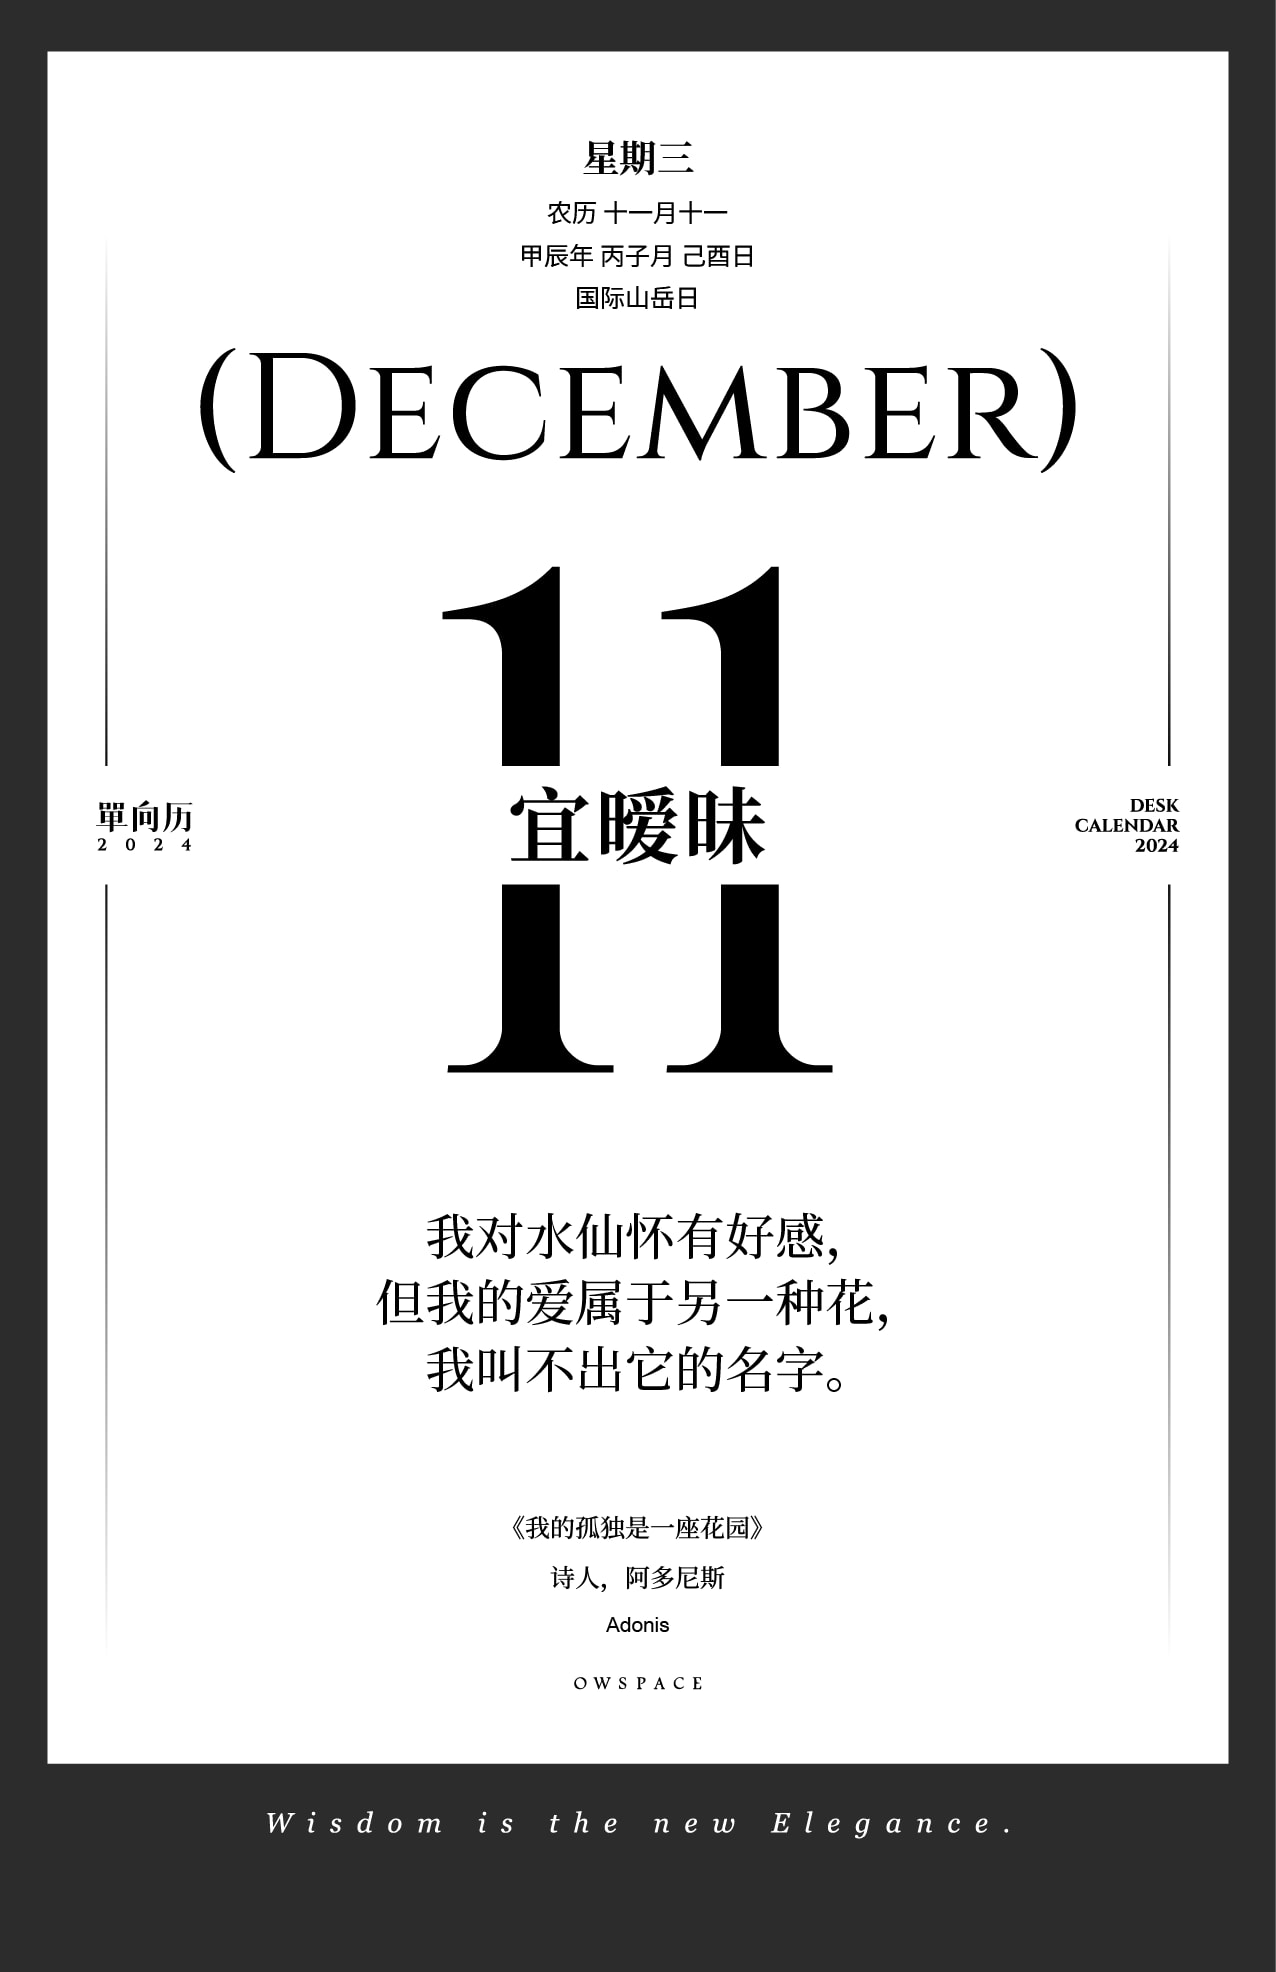 星期三
农历 十一月十一
甲辰年 丙子月 己酉日
国际山岳日
(DECEMBER)
11
單向历
2024
宜暧昧
DESK
CALENDAR
2024
我对水仙怀有好感，
但我的爱属于另一种花，
我叫不出它的名字。
《我的孤独是一座花园》
诗人，阿多尼斯
Adonis
OWSPACE
Wisdom is the new Elegance.